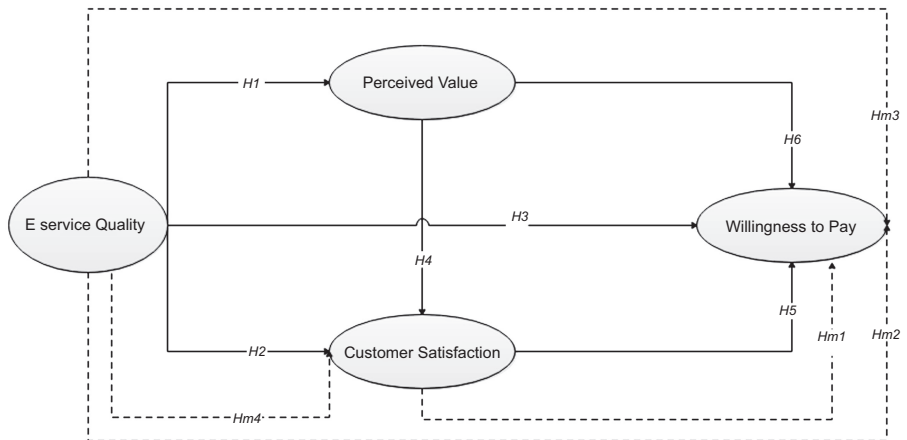 H1
Perceived Value
Hm3
H6
E service Quality
H3
Willingness to Pay
H4
H5
Hm1
Hm2
H2
Customer Satisfaction
Hm4